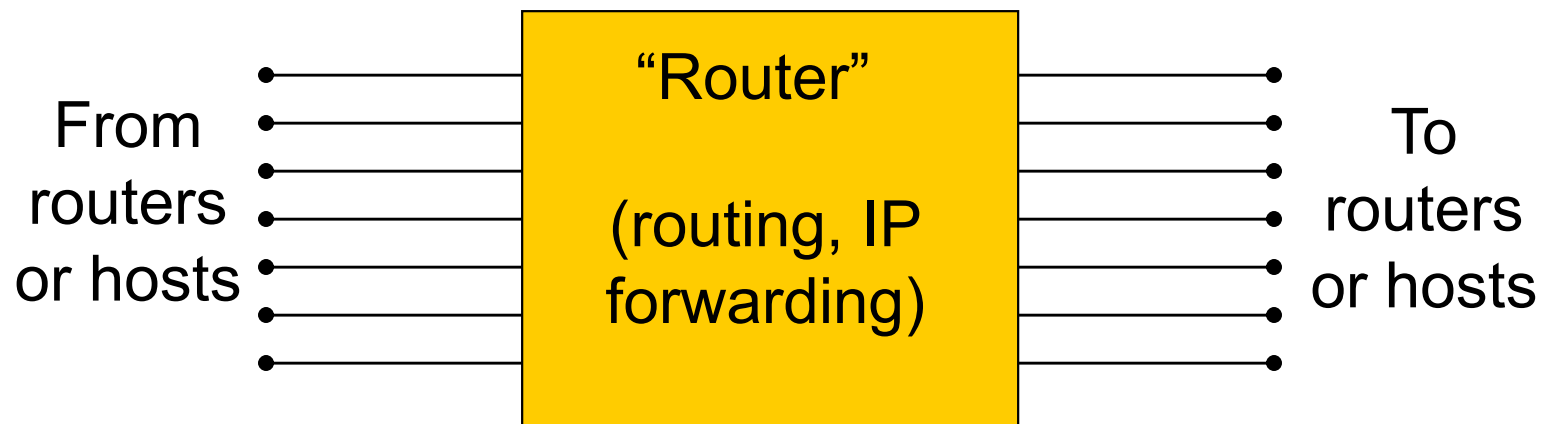 From
routers
or hosts
“Router”
(routing, IP
forwarding)
To
routers
or hosts